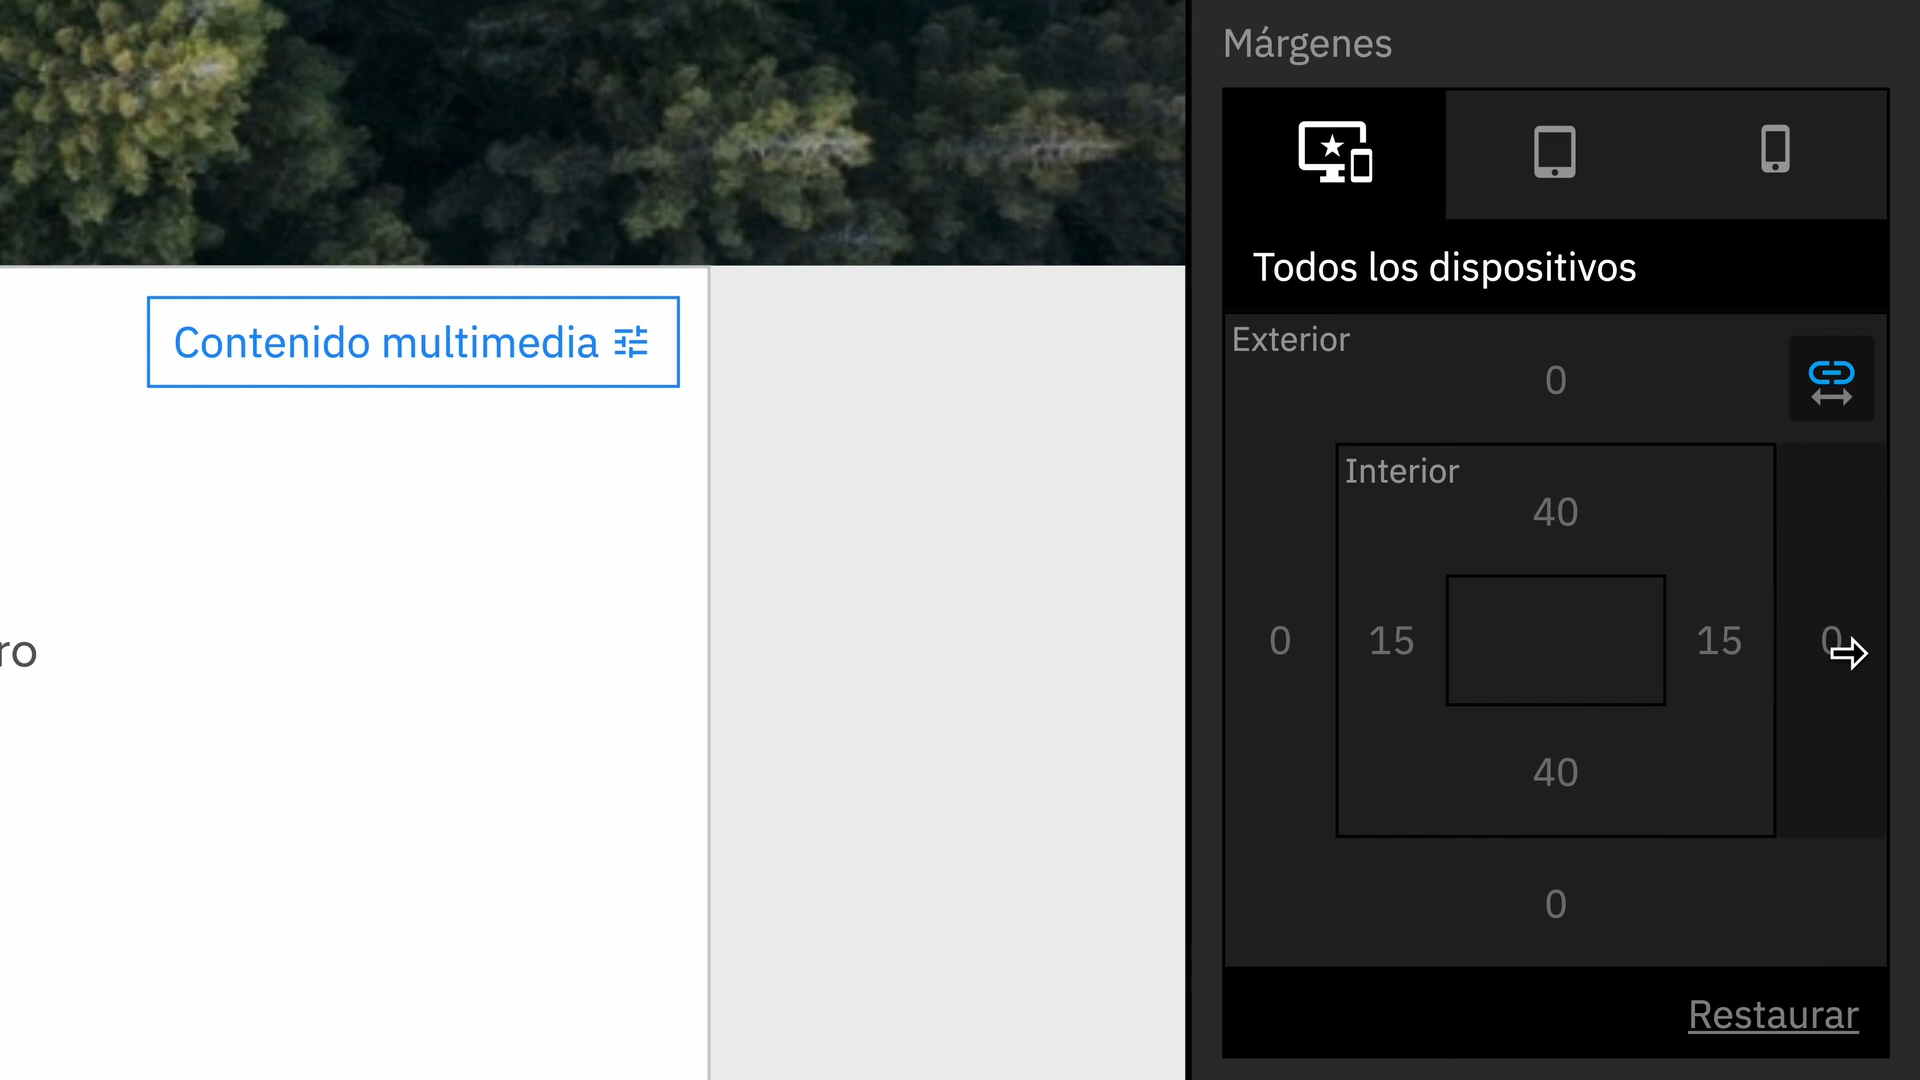 Contenido multimedia
ro
Márgenes
Todos los dispositivos
Exterior
0
Interior
40
0
15
15
0
40
0
Restaurar